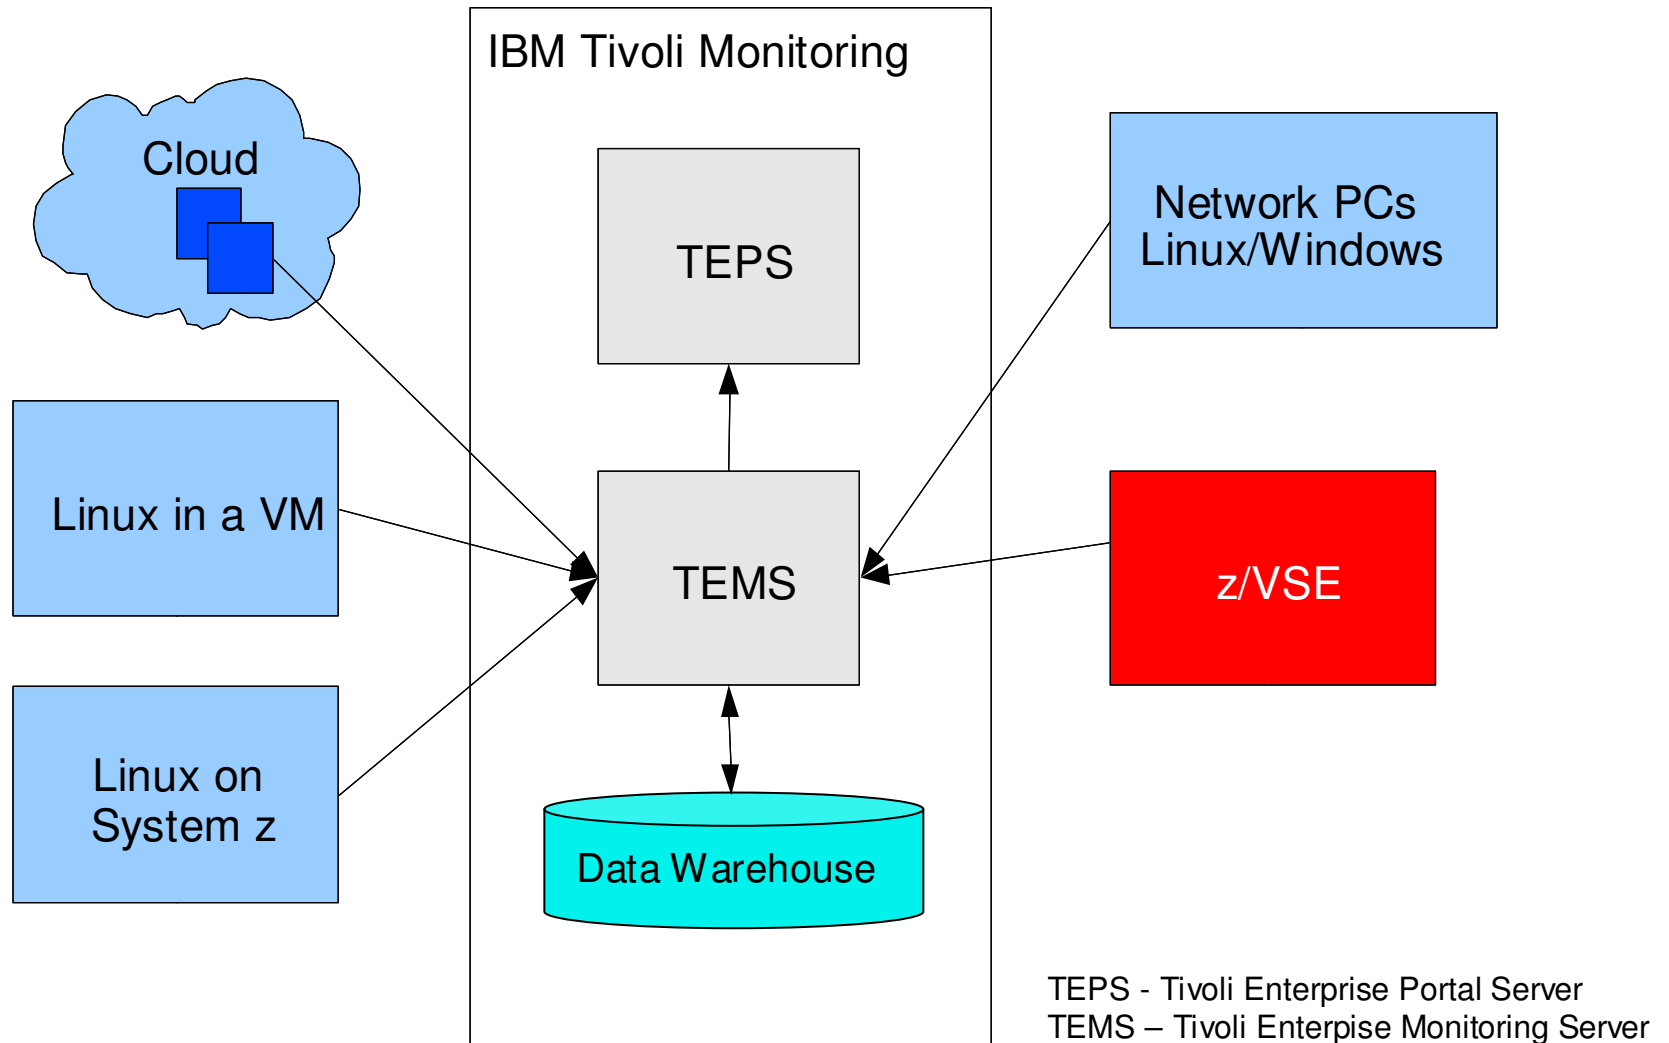 IBM Tivoli Monitoring
Cloud
TEPS
Network PCs
Linux/Windows
Linux in a VM
TEMS
z/VSE
Linux on
System z
Data Warehouse
TEPS - Tivoli Enterprise Portal Server
TEMS – Tivoli Enterpise Monitoring Server